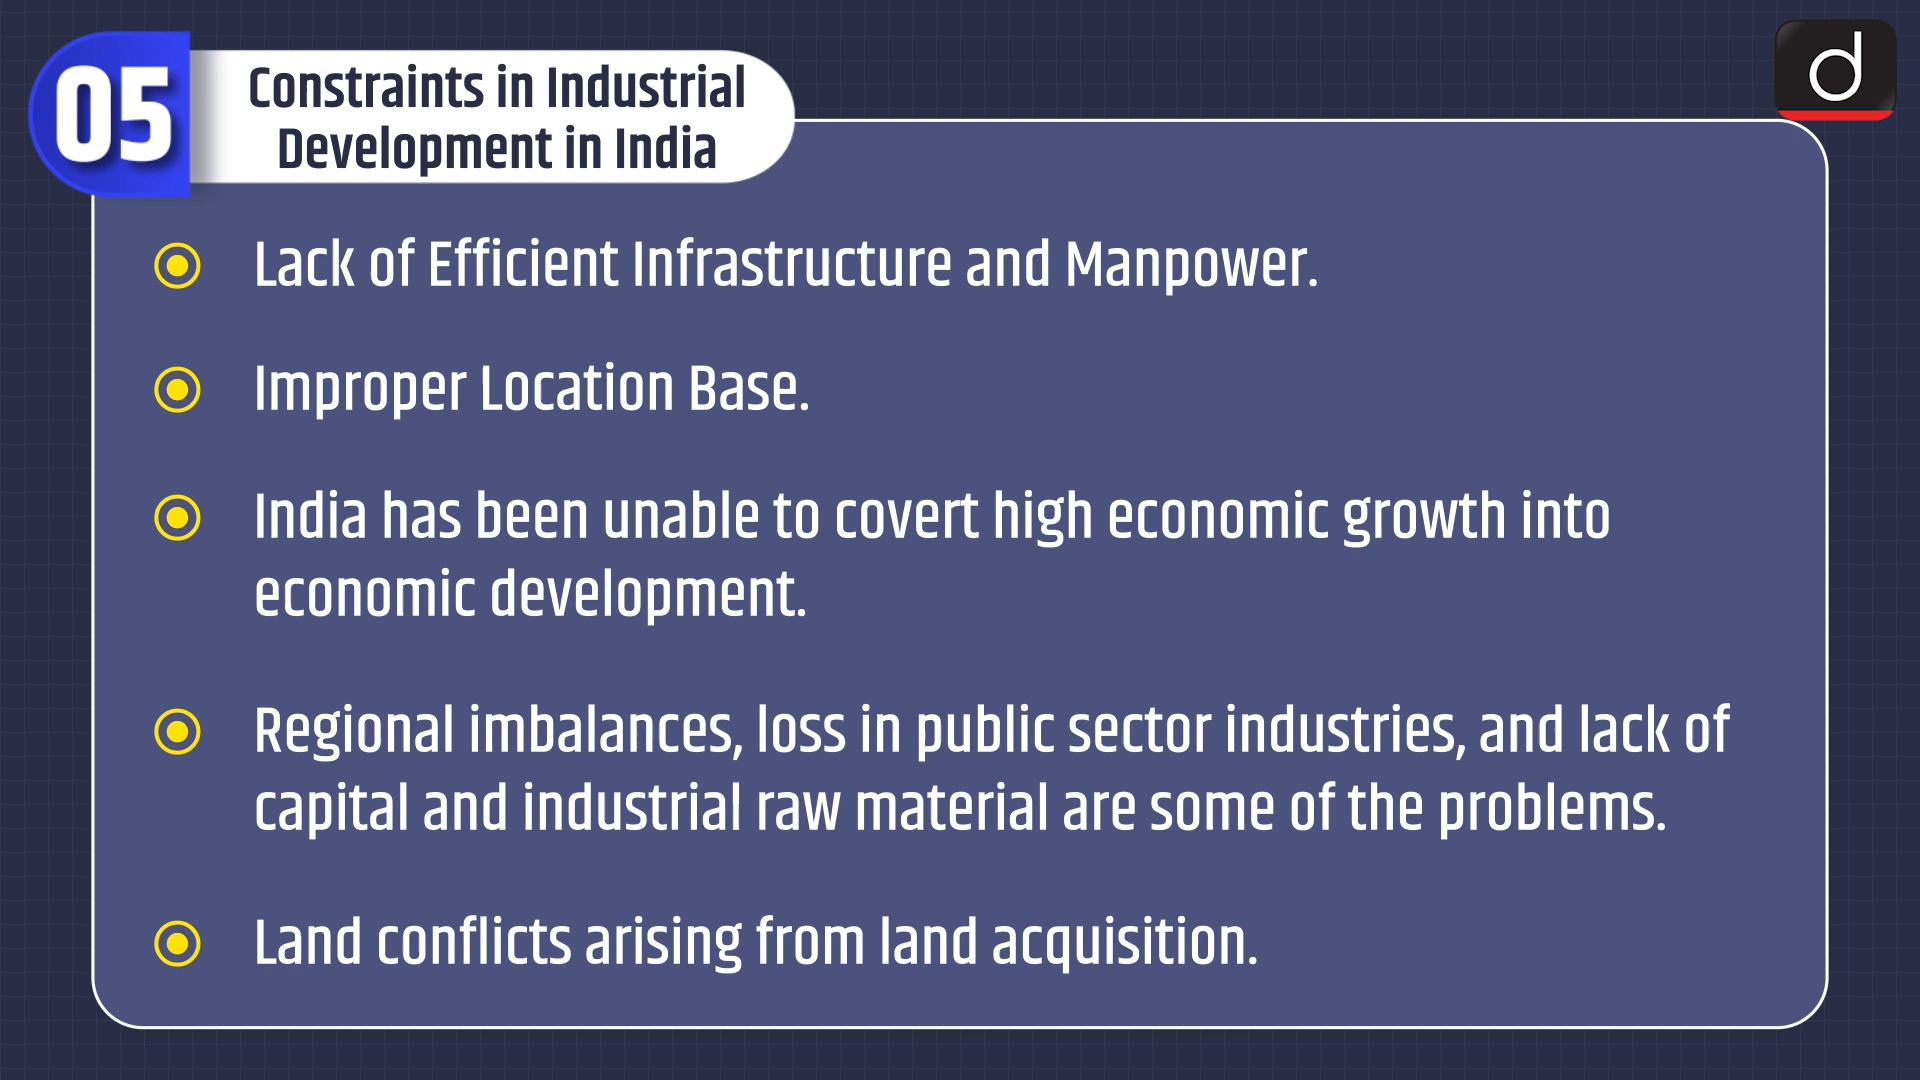 05
Constraints in Industrial
Development in India
d
Lack of Efficient Infrastructure and Manpower.
Improper Location Base.
India has been unable to covert high economic growth into
economic development.
Regional imbalances, loss in public sector industries, and lack of
capital and industrial raw material are some of the problems.
Land conflicts arising from land acquisition.